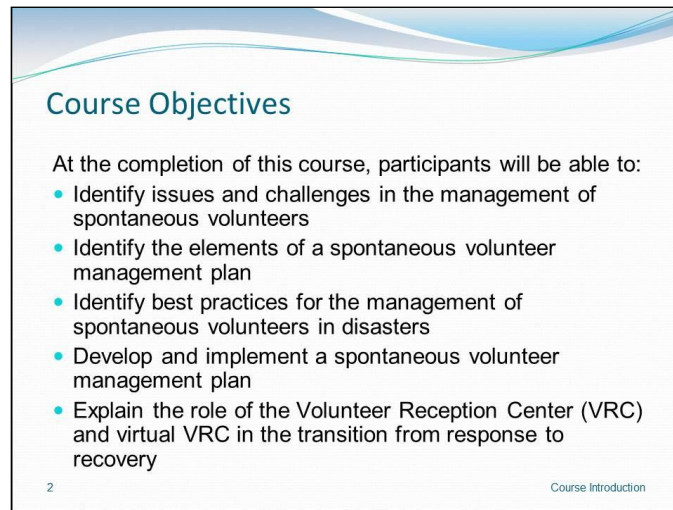 Course Objectives
At the completion of this course, participants will be able to:
• Identify issues and challenges in the management of
spontaneous volunteers
• Identify the elements of a spontaneous volunteer
management plan
• Identify best practices for the management of
spontaneous volunteers in disasters
• Develop and implement a spontaneous volunteer
management plan
• Explain the role of the Volunteer Reception Center (VRC)
and virtual VRC in the transition from response to
recovery
2
Course Introduction